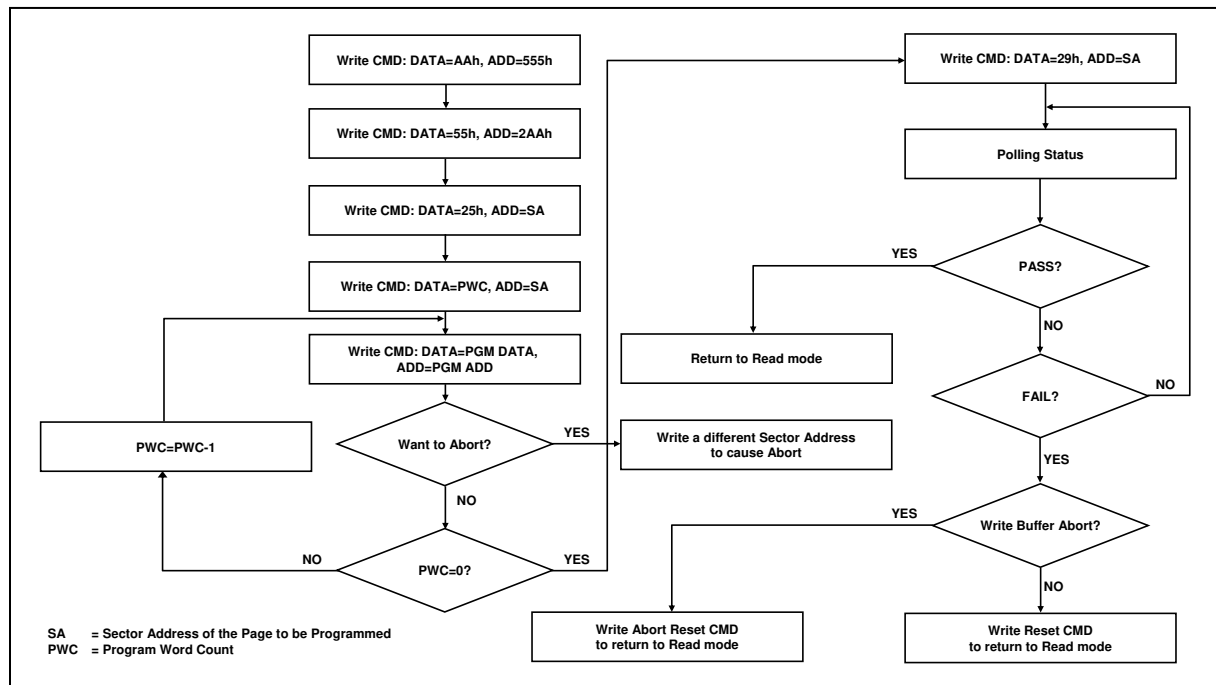 Write CMD: DATA=AAh, ADD=555h
Write CMD: DATA=55h, ADD=2AAh
Write CMD: DATA=25h, ADD=SA
Write CMD: DATA=PWC, ADD=SA
Write CMD: DATA=PGM DATA,
ADD=PGM ADD
PWC=PWC-1
Want to Abort?
YES
Write a different Sector Address
to cause Abort
NO
PWC=0?
NO
YES
Write CMD: DATA=29h, ADD=SA
Polling Status
PASS?
YES
Return to Read mode
NO
FAIL?
NO
YES
Write Buffer Abort?
YES
Write Abort Reset CMD
to return to Read mode
NO
Write Reset CMD
to return to Read mode
SA = Sector Address of the Page to be Programmed
PWC = Program Word Count